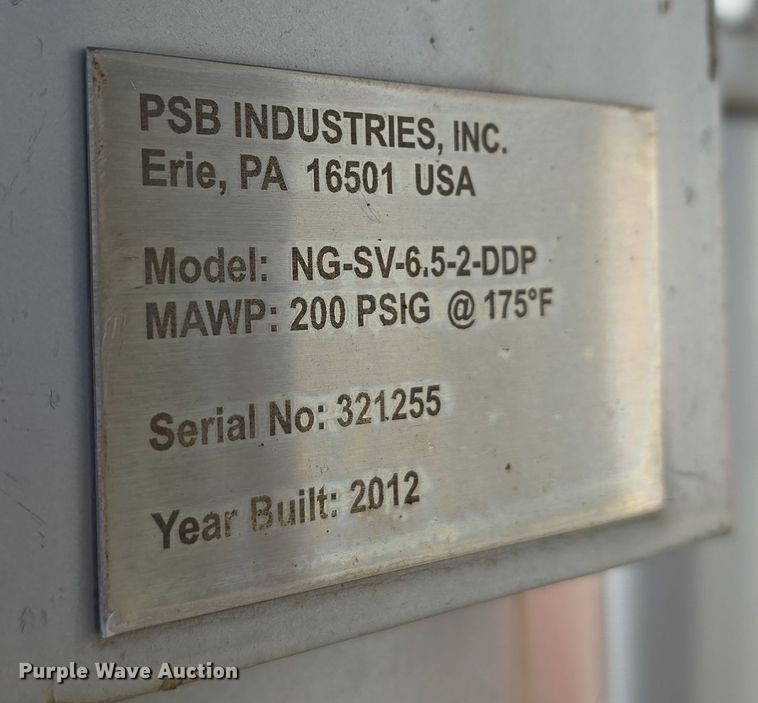 PSB INDUSTRIES, INC.
Erie, PA 16501 USA
Model: NG-SV-6.5-2-DDP
MAWP: 200 PSIG @ 175°F
Serial No: 321255
Year Built: 2012
Purple Wave Auction